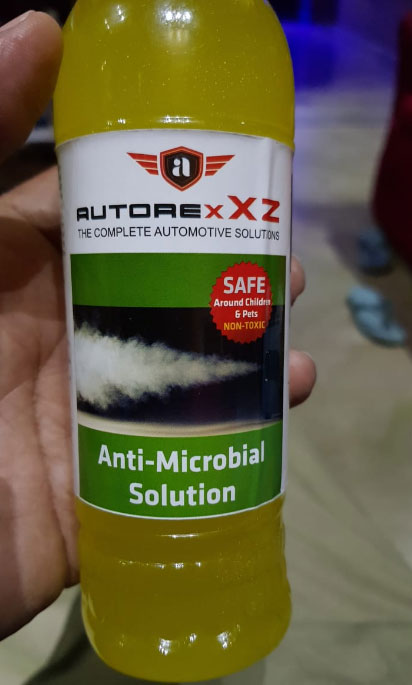 a
AUTORExXZ
THE COMPLETE AUTOMOTIVE SOLUTIONS
SAFE
Around Children
& Pets
NON-TOXIC
Anti-Microbial
Solution